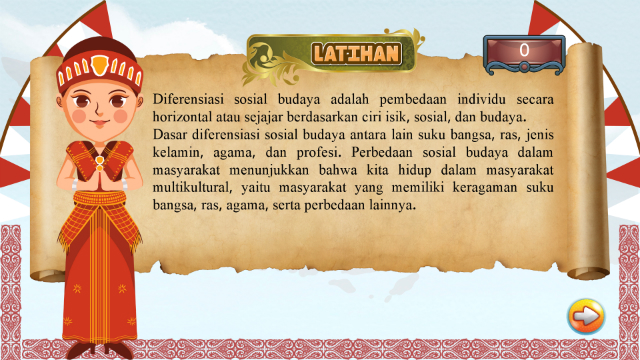 LATIHAN
0
Diferensiasi sosial budaya adalah pembedaan individu secara
horizontal atau sejajar berdasarkan ciri isik, sosial, dan budaya.
Dasar diferensiasi sosial budaya antara lain suku bangsa, ras, jenis
kelamin, agama, dan profesi. Perbedaan sosial budaya dalam
masyarakat menunjukkan bahwa kita hidup dalam masyarakat
multikultural, yaitu masyarakat yang memiliki keragaman suku
bangsa, ras, agama, serta perbedaan lainnya.